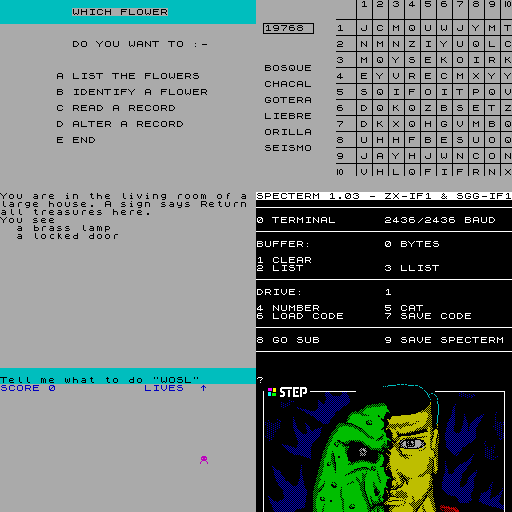 WHICH FLOWER
DO YOU WANT TO :-
A LIST THE FLOWERS
B IDENTIFY A FLOWER
C READ A RECORD
D ALTER A RECORD
E END
1 2 3 4 5 6 7 8 9 10
19768
1 J C M Q U W J Y M T
2 N M N Z I Y U Q L C
3 M Q Y S E K O I R K
4 E Y V R E C M X Y Y
5 S Q I F O I T P Q V
6 D Q K Q Z B S E T Z
7 D K X Q H G V M B Q
8 U H H F B E S U O Q
9 J A Y H J W N C O N
10 V H L Q F I F R N X
BOSQUE
CHACAL
GOTERA
LIEBRE
ORILLA
SEISMO
You are in the living room of a
large house. A sign says Return
all treasures here.
You see
a brass lamp
a locked door
Tell me what to do "WOSL"
SPECTERM 1.03 - ZX-IF1 & SGG-IF1
0 TERMINAL 2436/2436 BAUD
BUFFER: 0 BYTES
1 CLEAR
2 LIST 3 LLIST
DRIVE: 1
4 NUMBER 5 CAT
6 LOAD CODE 7 SAVE CODE
8 GO SUB 9 SAVE SPECTERM
?
SCORE 0 LIVES ↑
STEP